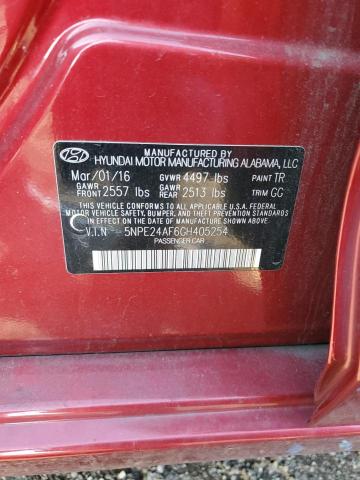 MANUFACTURED BY
HYUNDAI MOTOR MANUFACTURING ALABAMA, LLC
Mar/01/16 GVWR 4497 lbs PAINT TR
GAWR FRONT 2557 lbs GAWR REAR 2513 lbs TRIM GC
THIS VEHICLE CONFORMS TO ALL APPLICABLE U.S.A. FEDERAL
MOTOR VEHICLE SAFETY, BUMPER, AND THEFT PREVENTION STANDARDS
IN EFFECT ON THE DATE OF MANUFACTURE SHOWN ABOVE.
V.I.N : 5NPE24AF6GH405254
PASSENGER CAR